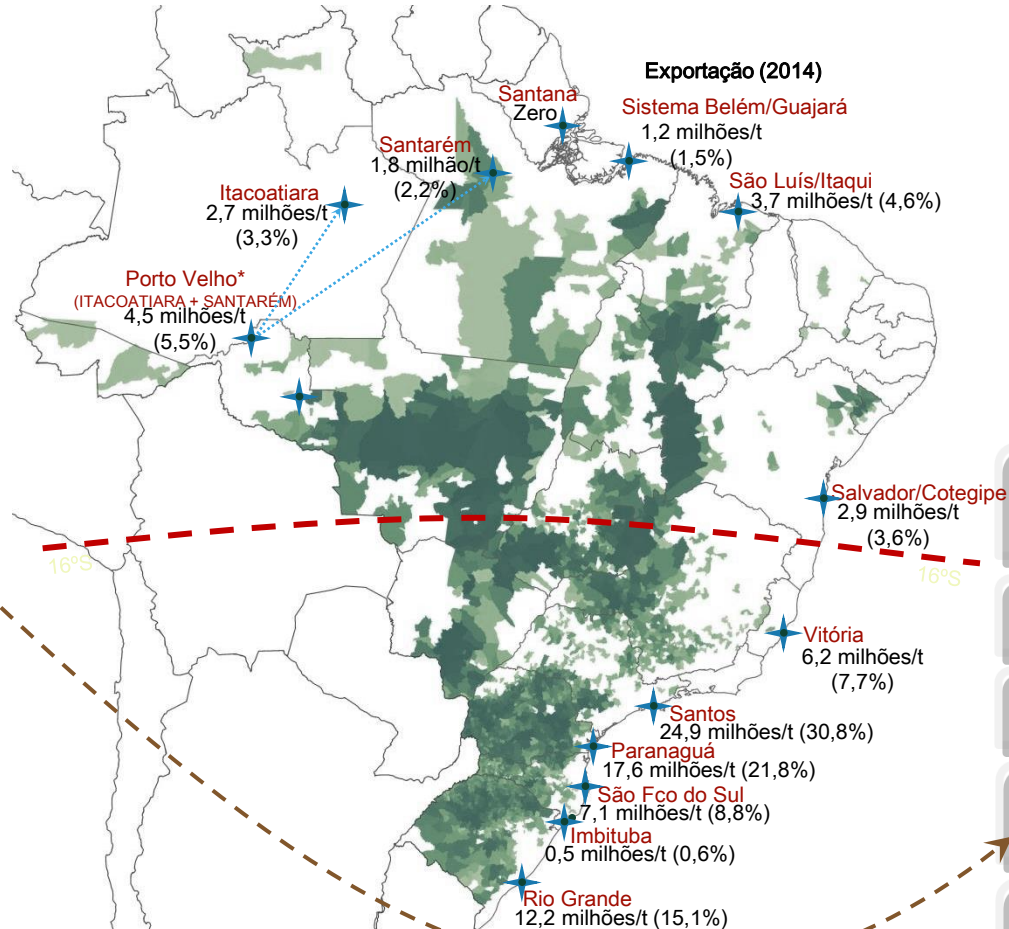 Exportação (2014)
Santana
Zero
Sistema Belém/Guajará
1,2 milhões/t
(1,5%)
Santarém
1,8 milhão/t
(2,2%)
São Luís/Itaqui
3,7 milhões/t (4,6%)
Itacoatiara
2,7 milhões/t
(3,3%)
Porto Velho*
(ITACOATIARA + SANTARÉM)
4,5 milhões/t
(5,5%)
Salvador/Cotegipe
2,9 milhões/t
(3,6%)
16ºS
16ºS
Vitória
6,2 milhões/t
(7,7%)
Santos
24,9 milhões/t (30,8%)
Paranaguá
17,6 milhões/t (21,8%)
São Fco do Sul
7,1 milhões/t (8,8%)
Imbituba
0,5 milhões/t (0,6%)
Rio Grande
12,2 milhões/t (15,1%)